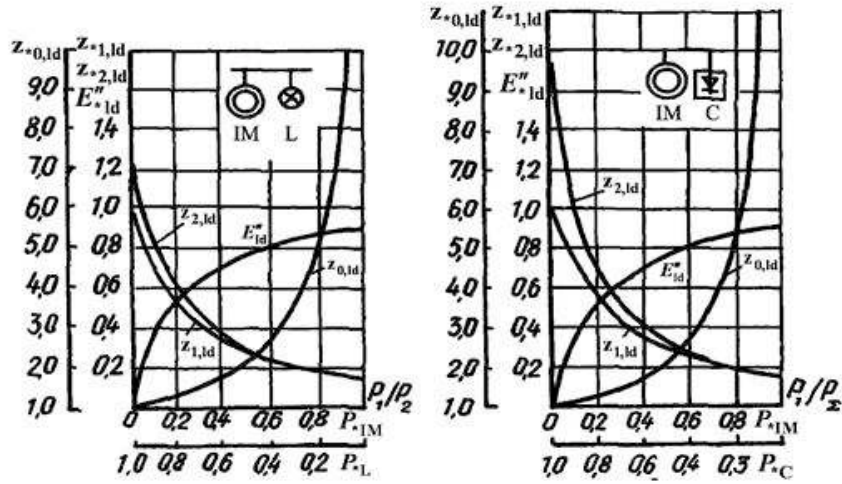 z*0,ld z*1,ld
z*2,ld
E″*ld
9,0
8,0 1,4
7,0 1,2
6,0 1,0
5,0 0,8
4,0 0,6
3,0 0,4
2,0 0,2
1,0
IM L
z2,ld
E″ld
z0,ld
z1,ld
0 0,2 0,4 0,6 0,8 P*IM
P1/P2
1,0 0,8 0,6 0,4 0,2 P*L
z*0,ld z*1,ld
10,0 z*2,ld
9,0 E″*ld
8,0 1,4
7,0 1,2
6,0 1,0
5,0 0,8
4,0 0,6
3,0 0,4
2,0 0,2
1,0
IM C
z2,ld
E″ld
z0,ld
z1,ld
0 0,2 0,4 0,6 0,8 P*IM
P1/PΣ
1,0 0,8 0,6 0,4 0,3 P*C